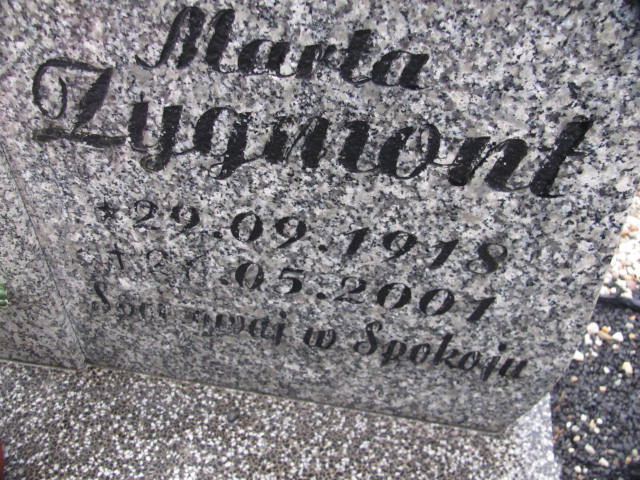 Marta
Zygmont
* 29.09.1918
.05.2001
w Spokoju